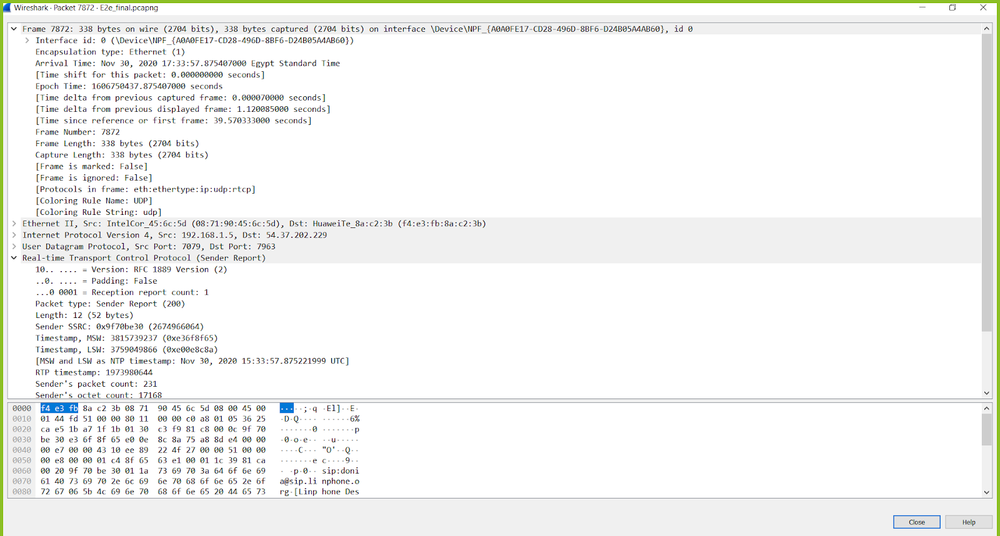 Wireshark · Packet 7872 · E2e_final.pcapng
Frame 7872: 338 bytes on wire (2704 bits), 338 bytes captured (2704 bits) on interface \Device\NPF_{A0A0FE17-CD28-496D-8BF6-D24B05A4AB60}, id 0
Interface id: 0 (\Device\NPF_{A0A0FE17-CD28-496D-8BF6-D24B05A4AB60})
Encapsulation type: Ethernet (1)
Arrival Time: Nov 30, 2020 17:33:57.875407000 Egypt Standard Time
[Time shift for this packet: 0.000000000 seconds]
Epoch Time: 1606750437.875407000 seconds
[Time delta from previous captured frame: 0.000070000 seconds]
[Time delta from previous displayed frame: 1.120085000 seconds]
[Time since reference or first frame: 39.570333000 seconds]
Frame Number: 7872
Frame Length: 338 bytes (2704 bits)
Capture Length: 338 bytes (2704 bits)
[Frame is marked: False]
[Frame is ignored: False]
[Protocols in frame: eth:ethertype:ip:udp:rtcp]
[Coloring Rule Name: UDP]
[Coloring Rule String: udp]
Ethernet II, Src: IntelCor_45:6c:5d (08:71:90:45:6c:5d), Dst: HuaweiTe_8a:c2:3b (f4:e3:fb:8a:c2:3b)
Internet Protocol Version 4, Src: 192.168.1.5, Dst: 54.37.202.229
User Datagram Protocol, Src Port: 7079, Dst Port: 7963
Real-time Transport Control Protocol (Sender Report)
10.. .... = Version: RFC 1889 Version (2)
..0. .... = Padding: False
...0 0001 = Reception report count: 1
Packet type: Sender Report (200)
Length: 12 (52 bytes)
Sender SSRC: 0x9f70be30 (2674966064)
Timestamp, MSW: 3815739237 (0xe36f8f65)
Timestamp, LSW: 3759049866 (0xe00e8c8a)
[MSW and LSW as NTP timestamp: Nov 30, 2020 15:33:57.875221999 UTC]
RTP timestamp: 1973980644
Sender's packet count: 231
Sender's octet count: 17168
0000 f4 e3 fb 8a c2 3b 08 71 90 45 6c 5d 08 00 45 00 ·····;·q ·El]··E·
0010 01 44 fd 51 00 00 80 11 00 00 c0 a8 01 05 36 25 ·D·Q···· ······6%
0020 ca e5 1b a7 1f 1b 01 30 c3 f9 81 c8 00 0c 9f 70 ·······0 ·······p
0030 be 30 e3 6f 8f 65 e0 0e 8c 8a 75 a8 8d e4 00 00 ·0·o·e·· ··u·····
0040 00 e7 00 00 43 10 ee 89 22 4f 27 00 00 51 00 00 ····C··· "O'··Q··
0050 00 e8 00 00 01 c4 8f 65 63 e1 00 01 1c 39 81 ca ·······e c····9··
0060 00 20 9f 70 be 30 01 1a 73 69 70 3a 64 6f 6e 69 · ·p·0·· sip:doni
0070 61 40 73 69 70 2e 6c 69 6e 70 68 6f 6e 65 2e 6f a@sip.li nphone.o
0080 72 67 06 5b 4c 69 6e 70 68 6f 6e 65 20 44 65 73 rg·[Linp hone Des
Close
Help